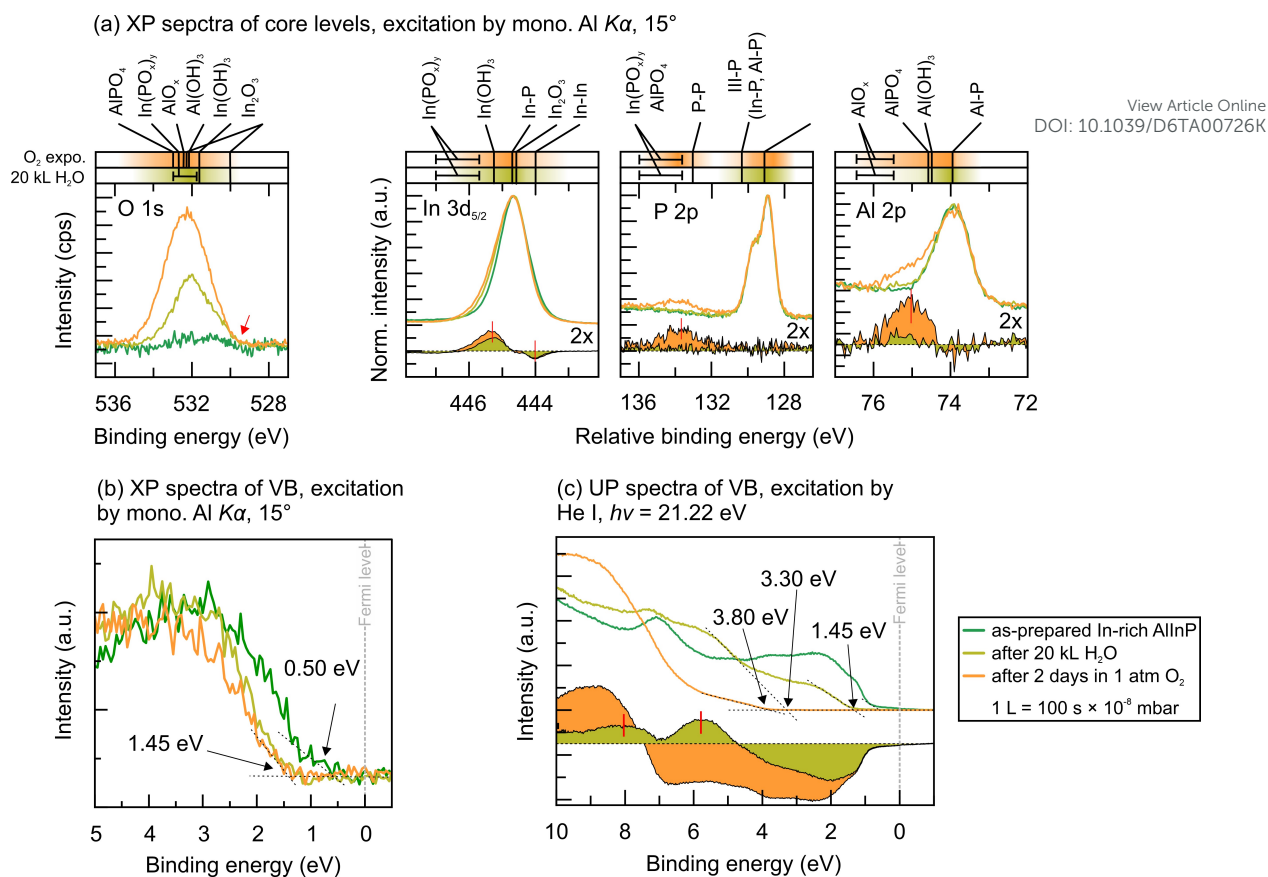 (a) XP sepctra of core levels, excitation by mono. Al Kα, 15°
View Article Online
DOI: 10.1039/D6TA00726K
AlPO₄
In(POₓ)ᵧ
AlOₓ
Al(OH)₃
In(OH)₃
In₂O₃
In(POₓ)ᵧ
In(OH)₃
In-P
In₂O₃
In-In
In(POₓ)ᵧ
AlPO₄
P-P
III-P
(In-P, Al-P)
AlOₓ
AlPO₄
Al(OH)₃
Al-P
O₂ expo.
20 kL H₂O
O 1s
In 3d₅/₂
P 2p
Al 2p
Intensity (cps)
Norm. intensity (a.u.)
2x
2x
2x
536 532 528
446 444
136 132 128
76 74 72
Binding energy (eV)
Relative binding energy (eV)
(b) XP spectra of VB, excitation
by mono. Al Kα, 15°
Intensity (a.u.)
Fermi level
0.50 eV
1.45 eV
5 4 3 2 1 0
Binding energy (eV)
(c) UP spectra of VB, excitation by
He I, hν = 21.22 eV
Intensity (a.u.)
Fermi level
3.30 eV
3.80 eV
1.45 eV
10 8 6 4 2 0
Binding energy (eV)
as-prepared In-rich AlInP
after 20 kL H₂O
after 2 days in 1 atm O₂
1 L = 100 s × 10⁻⁸ mbar